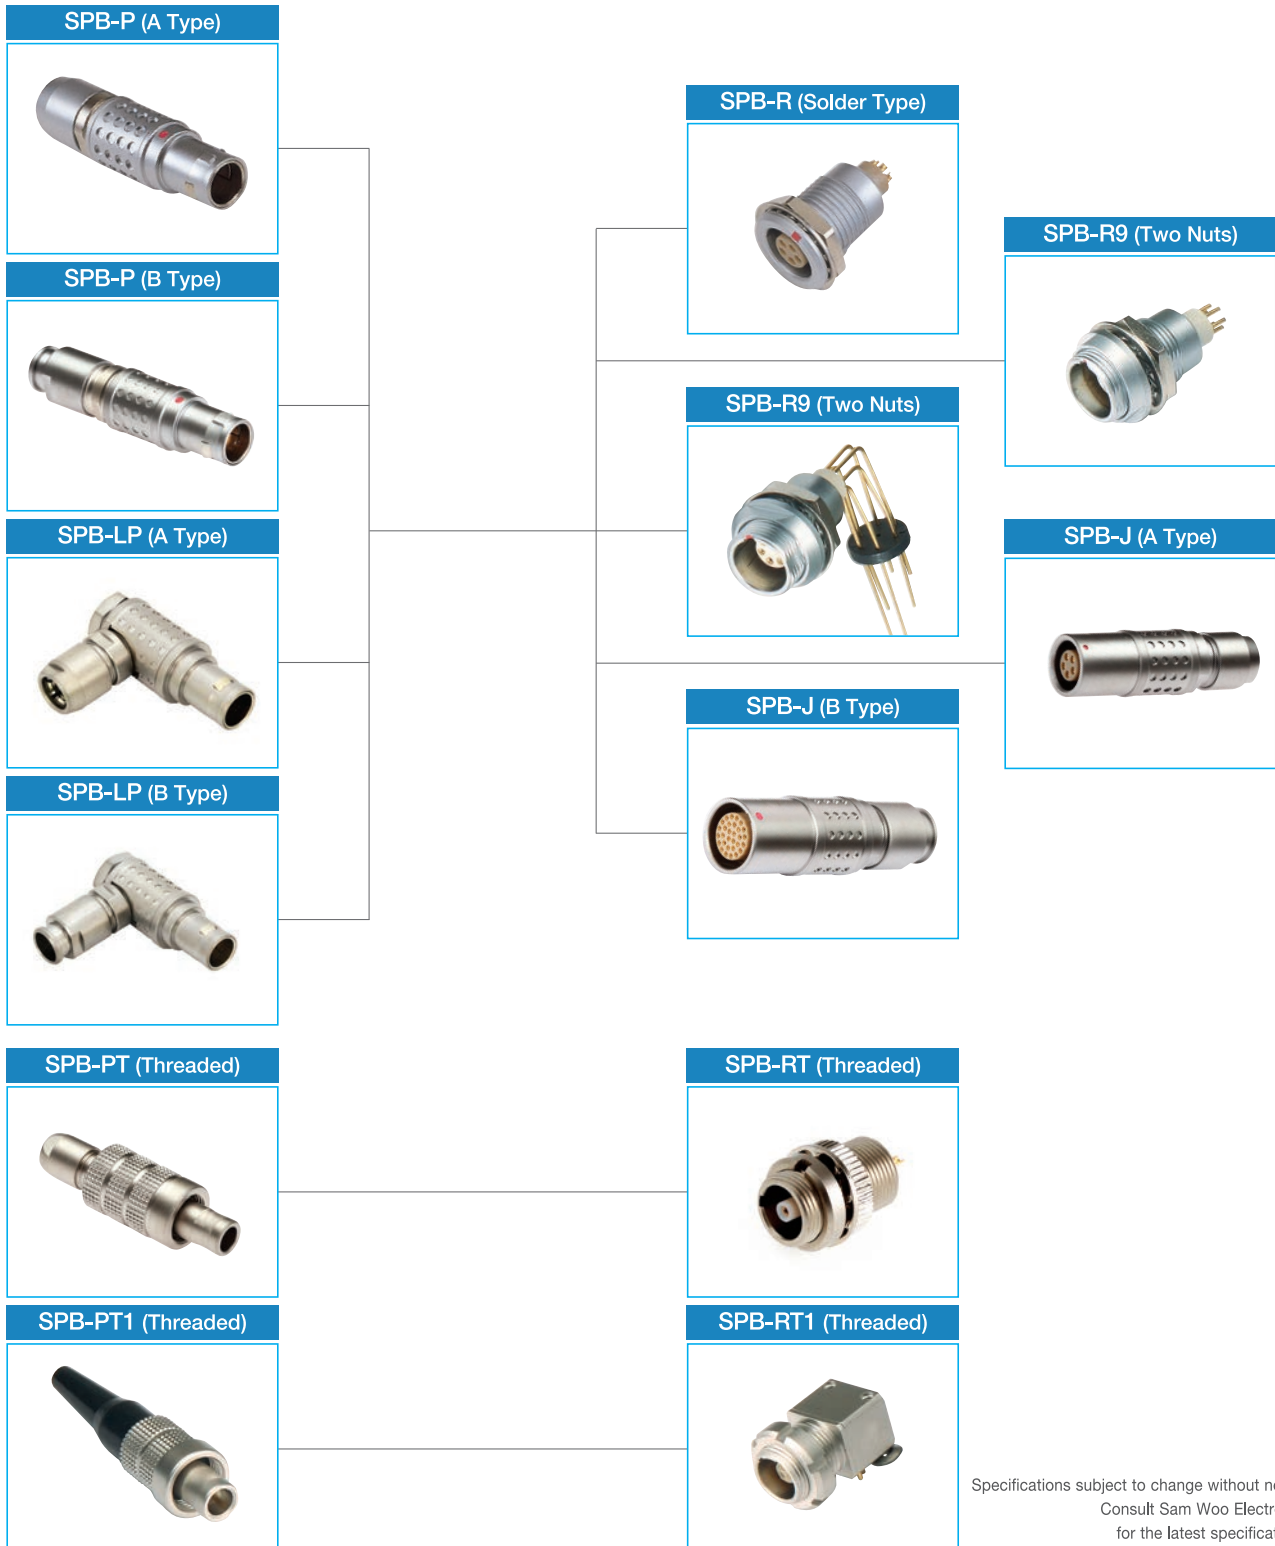 SPB-P (A Type)
SPB-R (Solder Type)
SPB-R9 (Two Nuts)
SPB-P (B Type)
SPB-R9 (Two Nuts)
SPB-LP (A Type)
SPB-J (A Type)
SPB-J (B Type)
SPB-LP (B Type)
SPB-PT (Threaded)
SPB-RT (Threaded)
SPB-PT1 (Threaded)
SPB-RT1 (Threaded)
Specifications subject to change without
Consult Sam Woo
for the latest